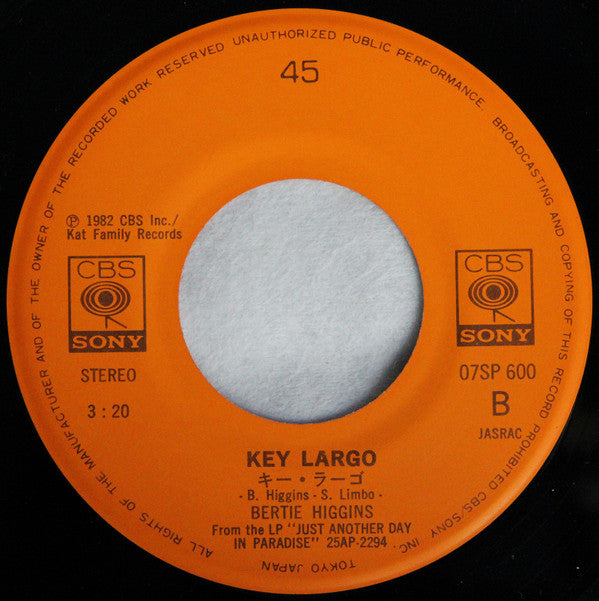 ALL RIGHTS OF THE MANUFACTURER AND OF THE OWNER OF THE RECORDED WORK RESERVED UNAUTHORIZED PUBLIC PERFORMANCE. BROADCASTING AND COPYING OF THIS RECORD PROHIBITED CBS/SONY INC.
TOKYO JAPAN
45
Ⓟ 1982 CBS Inc./
Kat Family Records
CBS
SONY
STEREO
3:20
CBS
SONY
07SP 600
B
JASRAC
KEY LARGO
キー・ラーゴ
- B. Higgins - S. Limbo -
BERTIE HIGGINS
From the LP "JUST ANOTHER DAY
IN PARADISE" 25AP-2294.